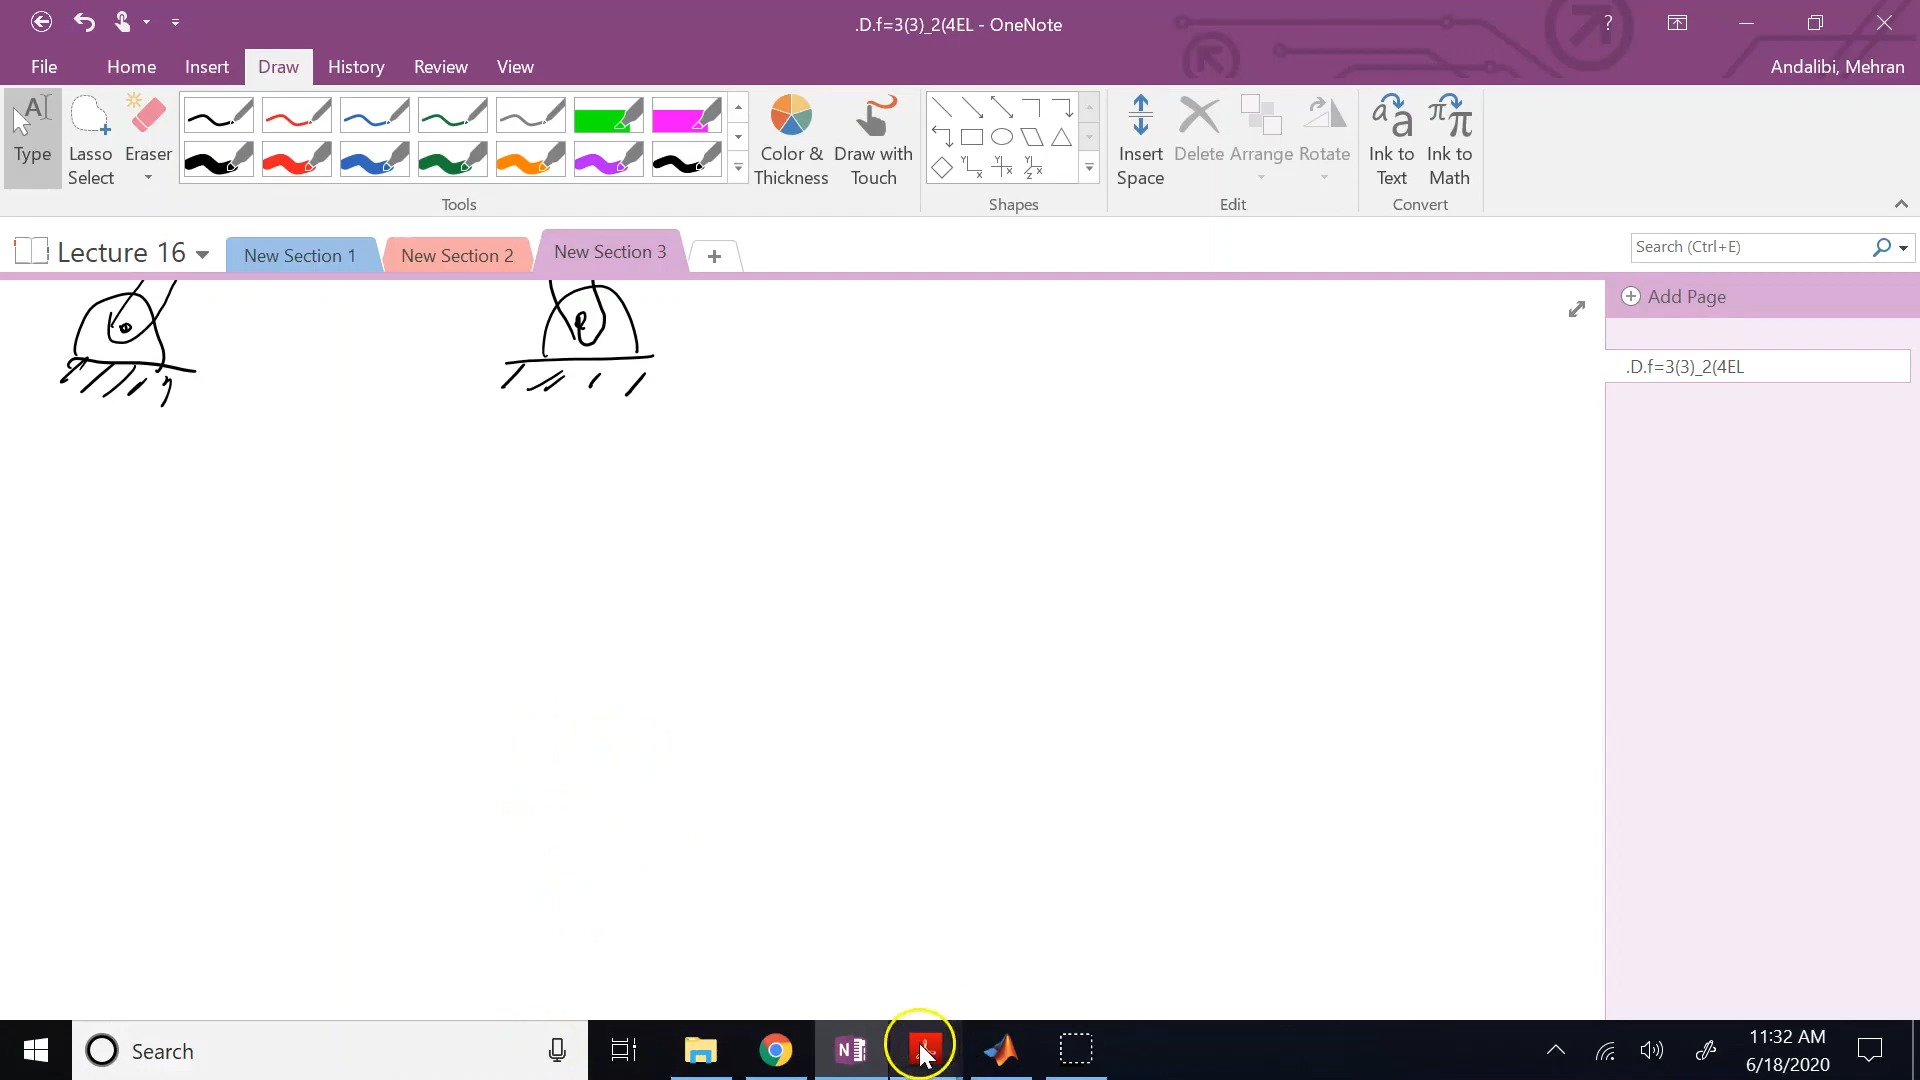 .D.f=3(3)_2(4EL - OneNote
?
File
Home
Insert
Draw
History
Review
View
Andalibi, Mehran
Type
Lasso Select
Eraser
Color & Thickness
Draw with Touch
Insert Space
Delete
Arrange
Rotate
Ink to Text
Ink to Math
Tools
Shapes
Edit
Convert
Lecture 16
New Section 1
New Section 2
New Section 3
Search (Ctrl+E)
Add Page
.D.f=3(3)_2(4EL
Search
11:32 AM
6/18/2020